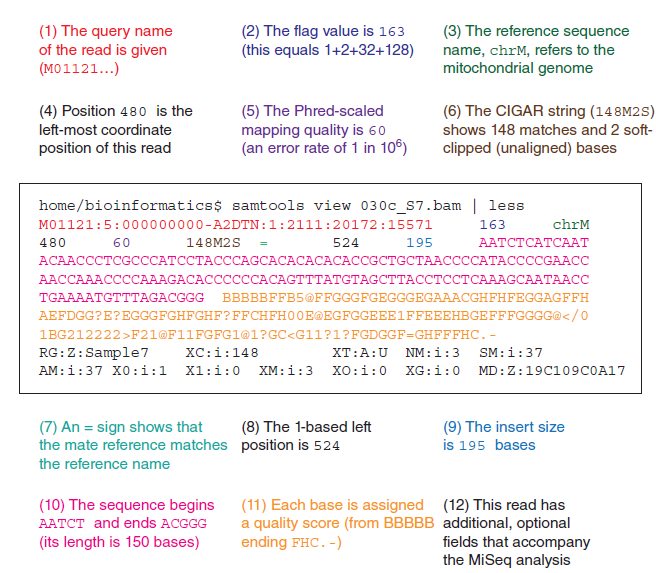 (1) The query name
of the read is given
(M01121...)
(2) The flag value is 163
(this equals 1+2+32+128)
(3) The reference sequence
name, chrM, refers to the
mitochondrial genome
(4) Position 480 is the
left-most coordinate
position of this read
(5) The Phred-scaled
mapping quality is 60
(an error rate of 1 in 10⁶)
(6) The CIGAR string (148M2S)
shows 148 matches and 2 soft-
clipped (unaligned) bases
home/bioinformatics$ samtools view 030c_S7.bam | less
M01121:5:000000000-A2DTN:1:2111:20172:15571 163 chrM
480 60 148M2S = 524 195 AATCTCATCAAT
ACAACCCTCGCCCATCCTACCCAGCACACACACACCGCTGCTAACCCCATACCCCGAACC
AACCAAACCCCAAAGACACCCCCCACAGTTTATGTAGCTTACCTCCTCAAAGCAATAACC
TGAAAATGTTTAGACGGG BBBBBFFB5@FFGGGFGEGGGEGAAACGHFHFEGGAGFFH
AEFDGG?E?EGGGFGHFGHF?FFCHFH00E@EGFGGEEE1FFEEEHBGEFFFGGGG@</0
1BG212222>F21@F11FGFG1@1?GC<G11?1?FGDGGF=GHFFFHC.-
RG:Z:Sample7 XC:i:148 XT:A:U NM:i:3 SM:i:37
AM:i:37 X0:i:1 X1:i:0 XM:i:3 XO:i:0 XG:i:0 MD:Z:19C109C0A17
(7) An = sign shows that
the mate reference matches
the reference name
(8) The 1-based left
position is 524
(9) The insert size
is 195 bases
(10) The sequence begins
AATCT and ends ACGGG
(its length is 150 bases)
(11) Each base is assigned
a quality score (from BBBBB
ending FHC.-)
(12) This read has
additional, optional
fields that accompany
the MiSeq analysis